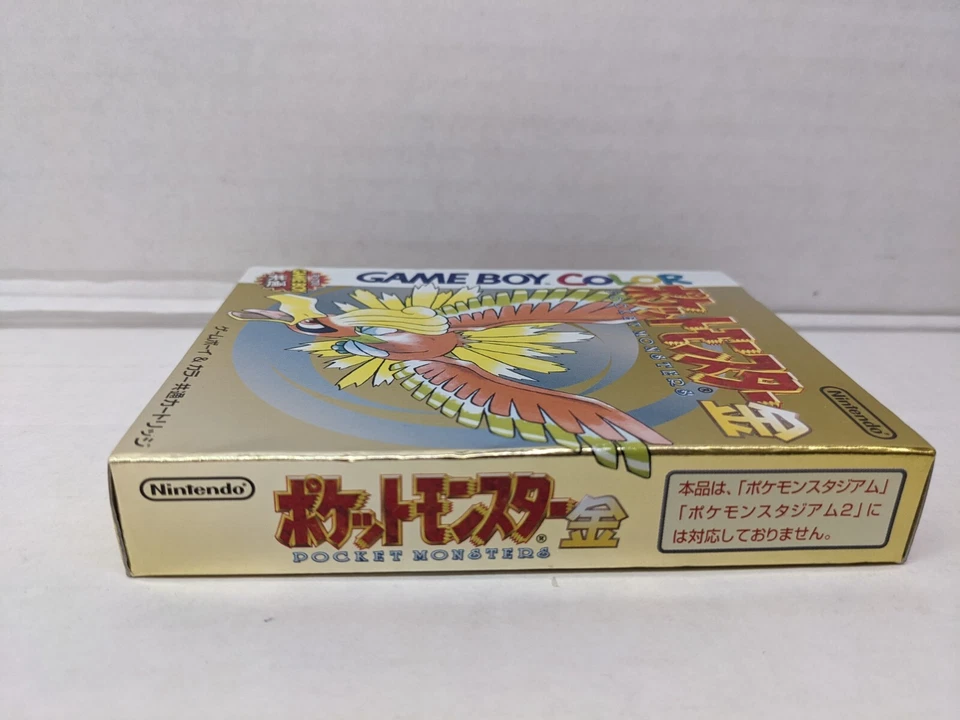 GAME BOY COLOR
GAME BOY
共通
ゲームボーイ&カラー共通カートリッジ
ポケットモンスター
POCKET MONSTERS®
金
Nintendo®
Nintendo®
ポケットモンスター®金
POCKET MONSTERS
本品は、「ポケモンスタジアム」
「ポケモンスタジアム2」に
は対応しておりません。